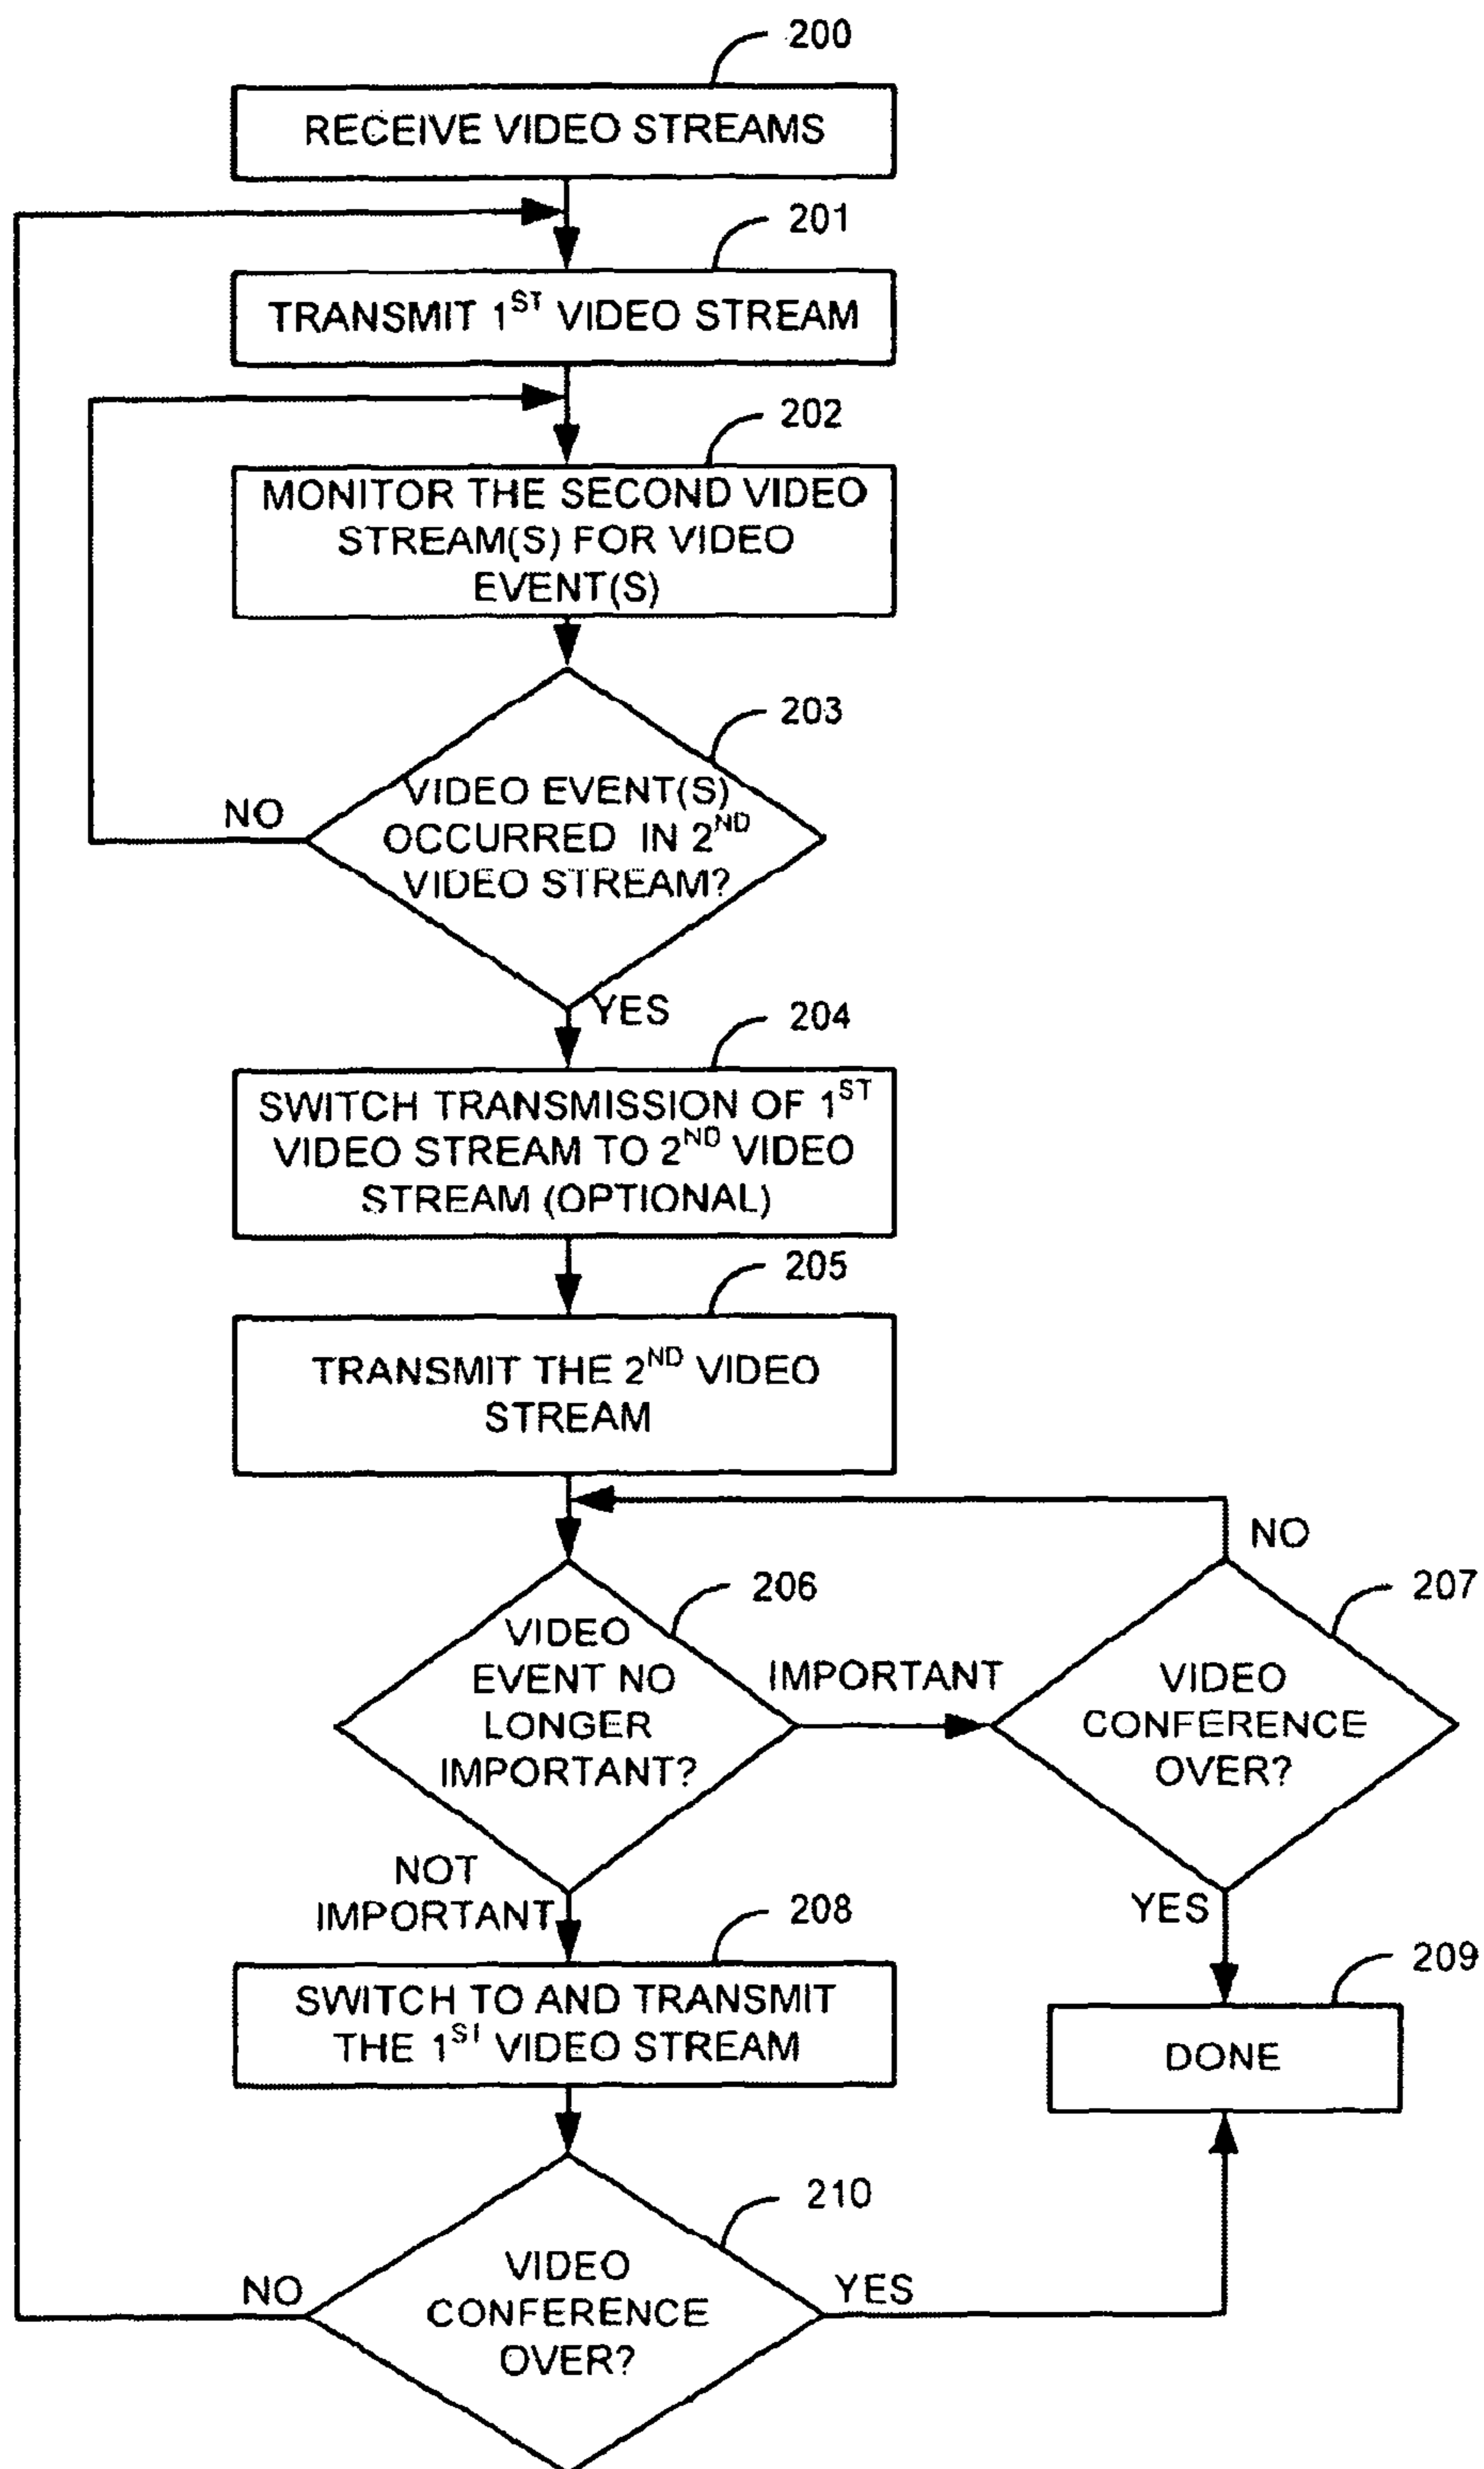 200
RECEIVE VIDEO STREAMS
201
TRANSMIT 1ST VIDEO STREAM
202
MONITOR THE SECOND VIDEO
STREAM(S) FOR VIDEO
EVENT(S)
203
VIDEO EVENT(S)
OCCURRED IN 2ND
VIDEO STREAM?
NO
YES
204
SWITCH TRANSMISSION OF 1ST
VIDEO STREAM TO 2ND VIDEO
STREAM (OPTIONAL)
205
TRANSMIT THE 2ND VIDEO
STREAM
206
VIDEO
EVENT NO
LONGER
IMPORTANT?
IMPORTANT
NO
207
VIDEO
CONFERENCE
OVER?
NOT
IMPORTANT
YES
208
SWITCH TO AND TRANSMIT
THE 1ST VIDEO STREAM
209
DONE
210
VIDEO
CONFERENCE
OVER?
NO
YES